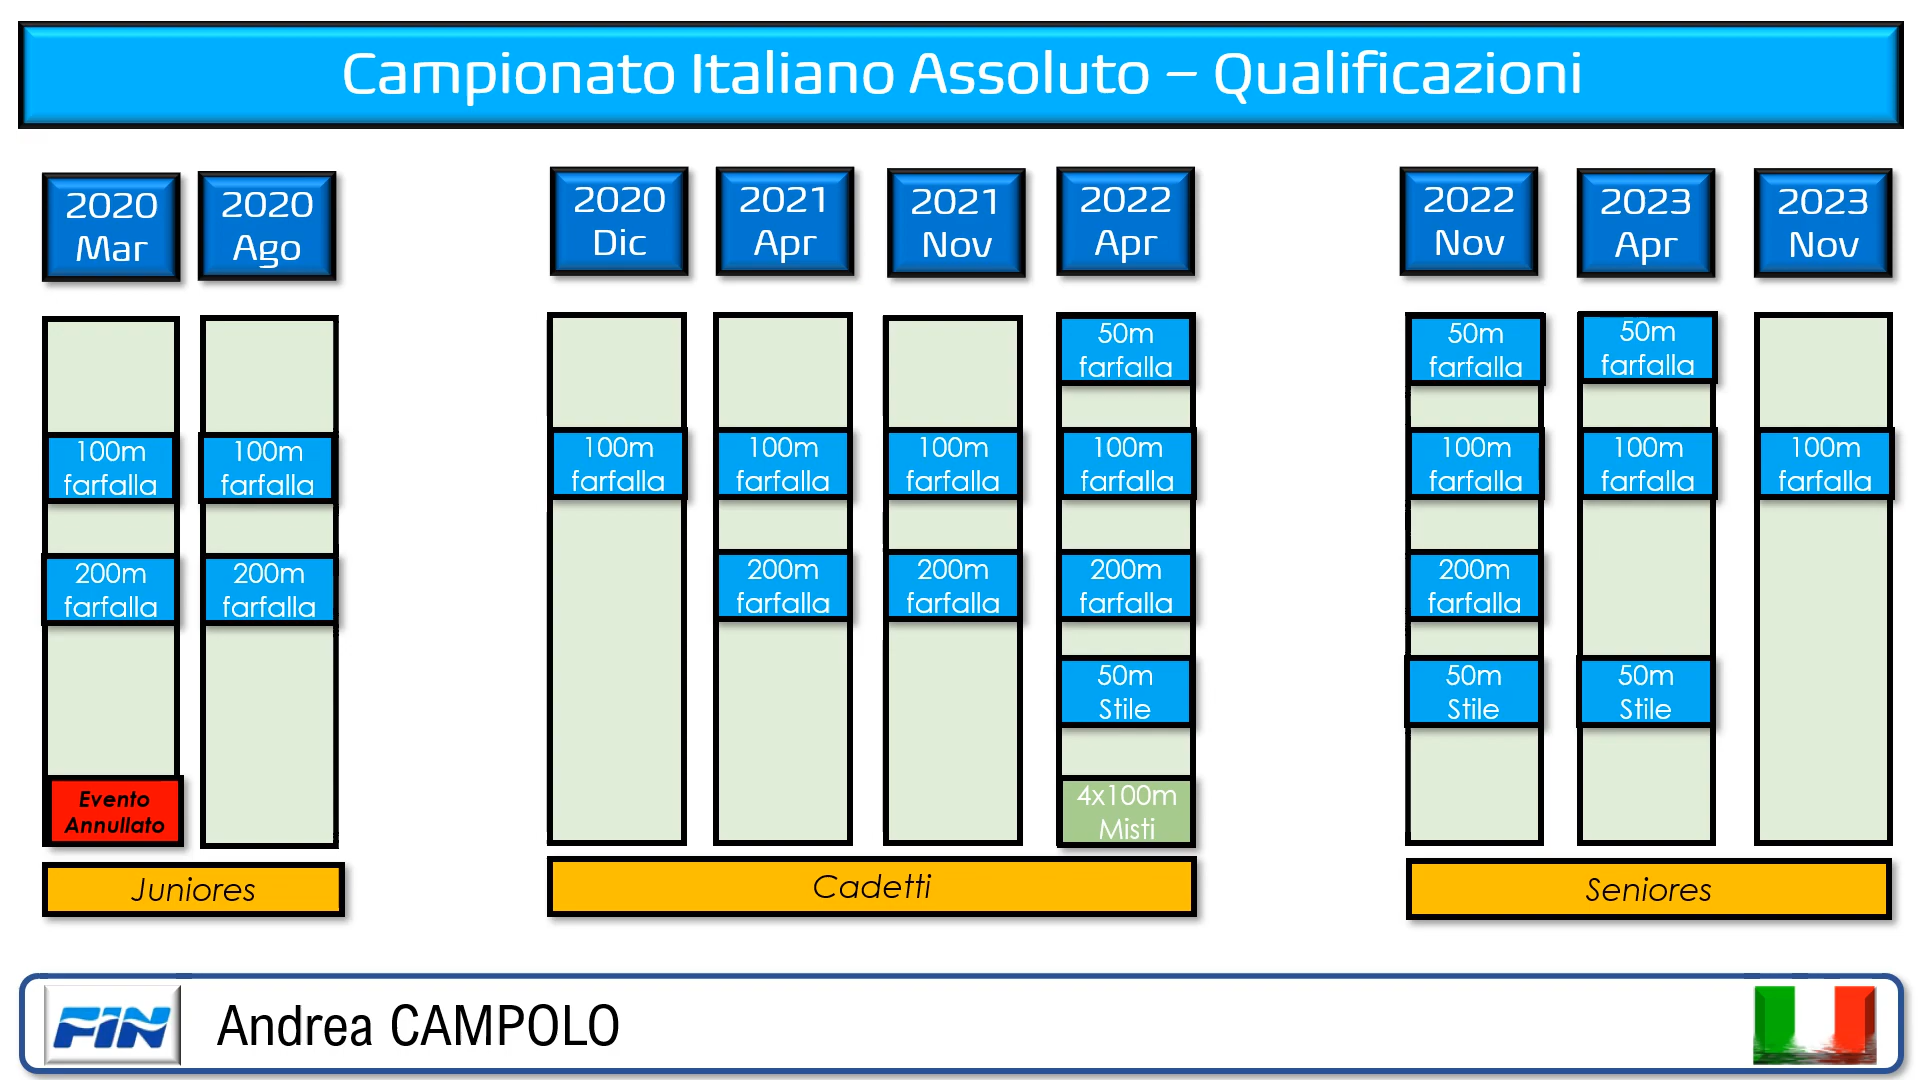 Campionato Italiano Assoluto – Qualificazioni
2020
Mar
2020
Ago
2020
Dic
2021
Apr
2021
Nov
2022
Apr
2022
Nov
2023
Apr
2023
Nov
100m
farfalla
200m
farfalla
Evento
Annullato
100m
farfalla
200m
farfalla
100m
farfalla
100m
farfalla
200m
farfalla
100m
farfalla
200m
farfalla
50m
farfalla
100m
farfalla
200m
farfalla
50m
Stile
4x100m
Misti
50m
farfalla
100m
farfalla
200m
farfalla
50m
Stile
50m
farfalla
100m
farfalla
50m
Stile
100m
farfalla
Juniores
Cadetti
Seniores
FIN
Andrea CAMPOLO